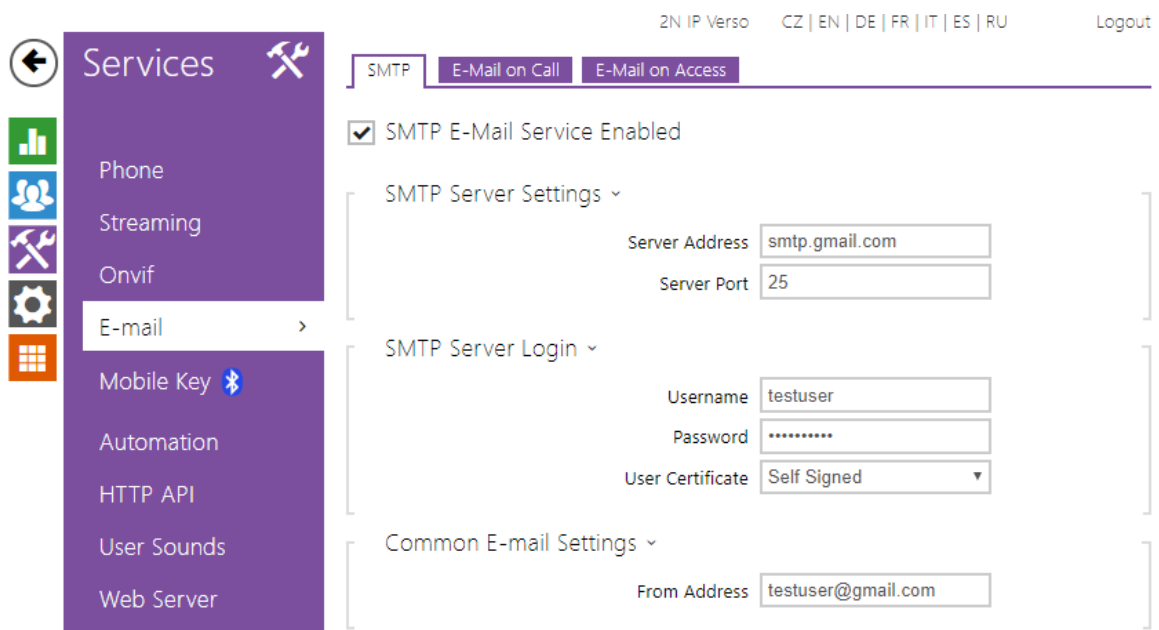 2N IP Verso CZ | EN | DE | FR | IT | ES | RU Logout
Services
Phone
Streaming
Onvif
E-mail
Mobile Key
Automation
HTTP API
User Sounds
Web Server
SMTP E-Mail on Call E-Mail on Access
SMTP E-Mail Service Enabled
SMTP Server Settings
Server Address smtp.gmail.com
Server Port 25
SMTP Server Login
Username testuser
Password ••••••••••
User Certificate Self Signed
Common E-mail Settings
From Address testuser@gmail.com